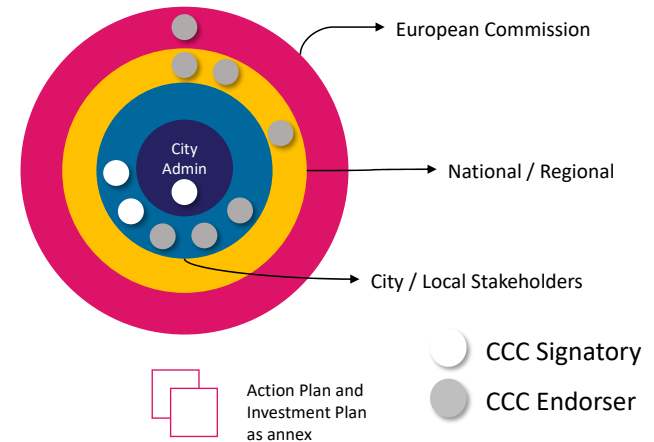 European Commission
City
Admin
National / Regional
City / Local Stakeholders
CCC Signatory
CCC Endorser
Action Plan and
Investment Plan
as annex